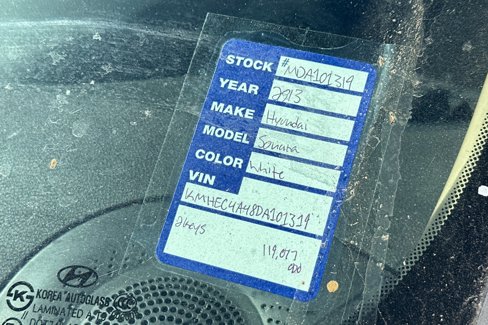 STOCK #MDA101319
YEAR 2013
MAKE Hyundai
MODEL Sonata
COLOR White
VIN
KMHEC4A48DA101319
2 keys
119,077
HYUNDAI
KOREA AUTOGLASS
LAMINATED